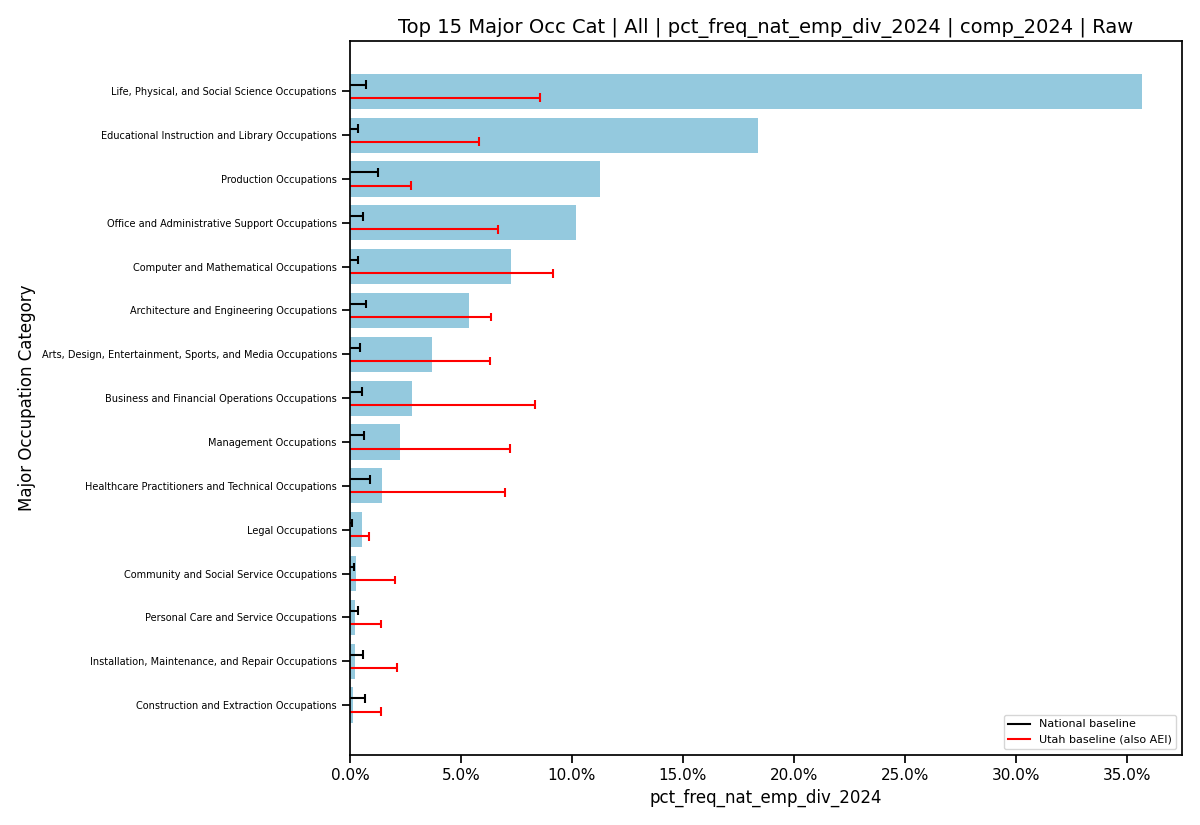 Top 15 Major Occ Cat | All | pct_freq_nat_emp_div_2024 | comp_2024 | Raw
Major Occupation Category
Life, Physical, and Social Science Occupations
Educational Instruction and Library Occupations
Production Occupations
Office and Administrative Support Occupations
Computer and Mathematical Occupations
Architecture and Engineering Occupations
Arts, Design, Entertainment, Sports, and Media Occupations
Business and Financial Operations Occupations
Management Occupations
Healthcare Practitioners and Technical Occupations
Legal Occupations
Community and Social Service Occupations
Personal Care and Service Occupations
Installation, Maintenance, and Repair Occupations
Construction and Extraction Occupations
National baseline
Utah baseline (also AEI)
0.0% 5.0% 10.0% 15.0% 20.0% 25.0% 30.0% 35.0%
pct_freq_nat_emp_div_2024